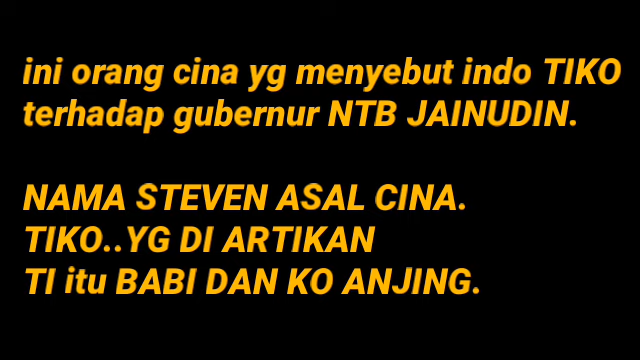 ini orang cina yg menyebut indo TIKO
terhadap gubernur NTB JAINUDIN.
NAMA STEVEN ASAL CINA.
TIKO..YG DI ARTIKAN
TI itu BABI DAN KO ANJING.